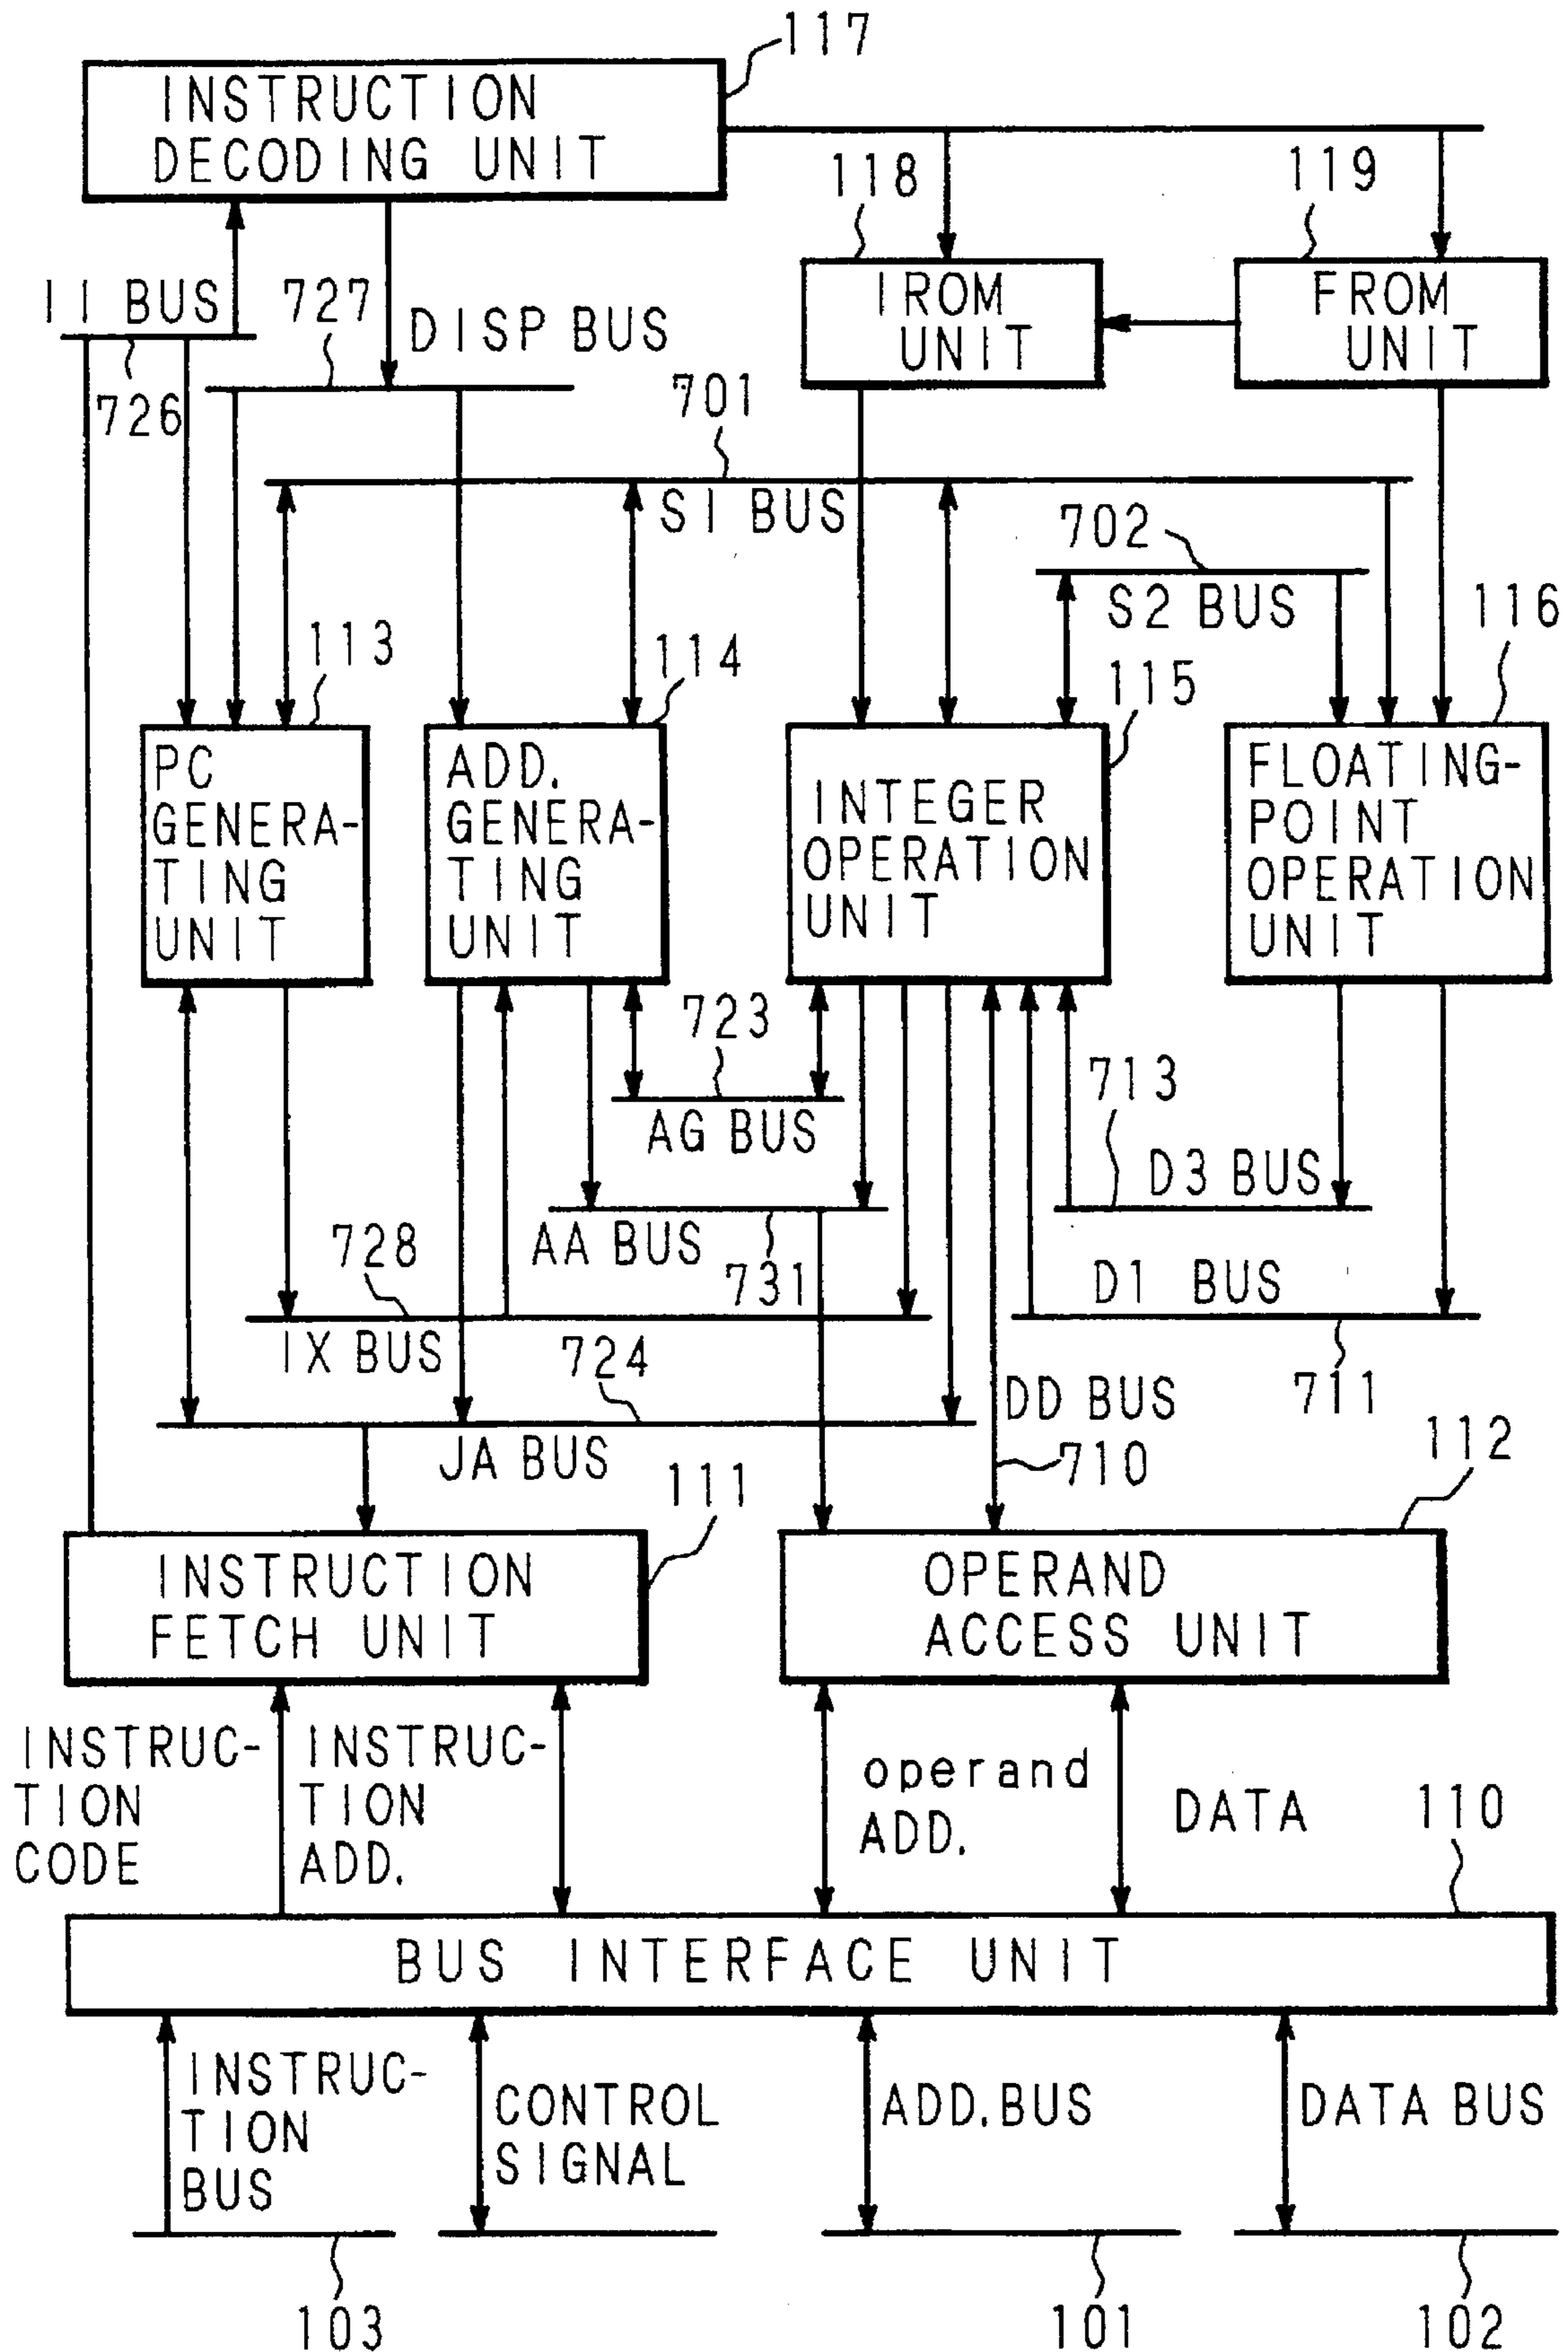 117
INSTRUCTION
DECODING UNIT
118
119
IROM
UNIT
FROM
UNIT
II BUS
727
DISP BUS
726
701
S1 BUS
702
S2 BUS
113
114
115
116
PC
GENERA-
TING
UNIT
ADD.
GENERA-
TING
UNIT
INTEGER
OPERATION
UNIT
FLOATING-
POINT
OPERATION
UNIT
723
AG BUS
713
D3 BUS
AA BUS
731
728
IX BUS
D1 BUS
711
724
JA BUS
DD BUS
710
111
112
INSTRUCTION
FETCH UNIT
OPERAND
ACCESS UNIT
INSTRUC-
TION
CODE
INSTRUC-
TION
ADD.
operand
ADD.
DATA
110
BUS INTERFACE UNIT
INSTRUC-
TION
BUS
CONTROL
SIGNAL
ADD. BUS
DATA BUS
103
101
102